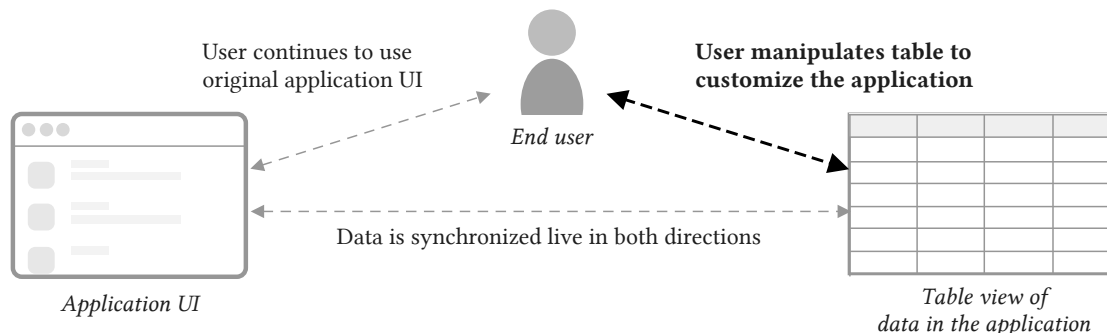 User continues to use
original application UI
User manipulates table to
customize the application
End user
Data is synchronized live in both directions
Application UI
Table view of
data in the application